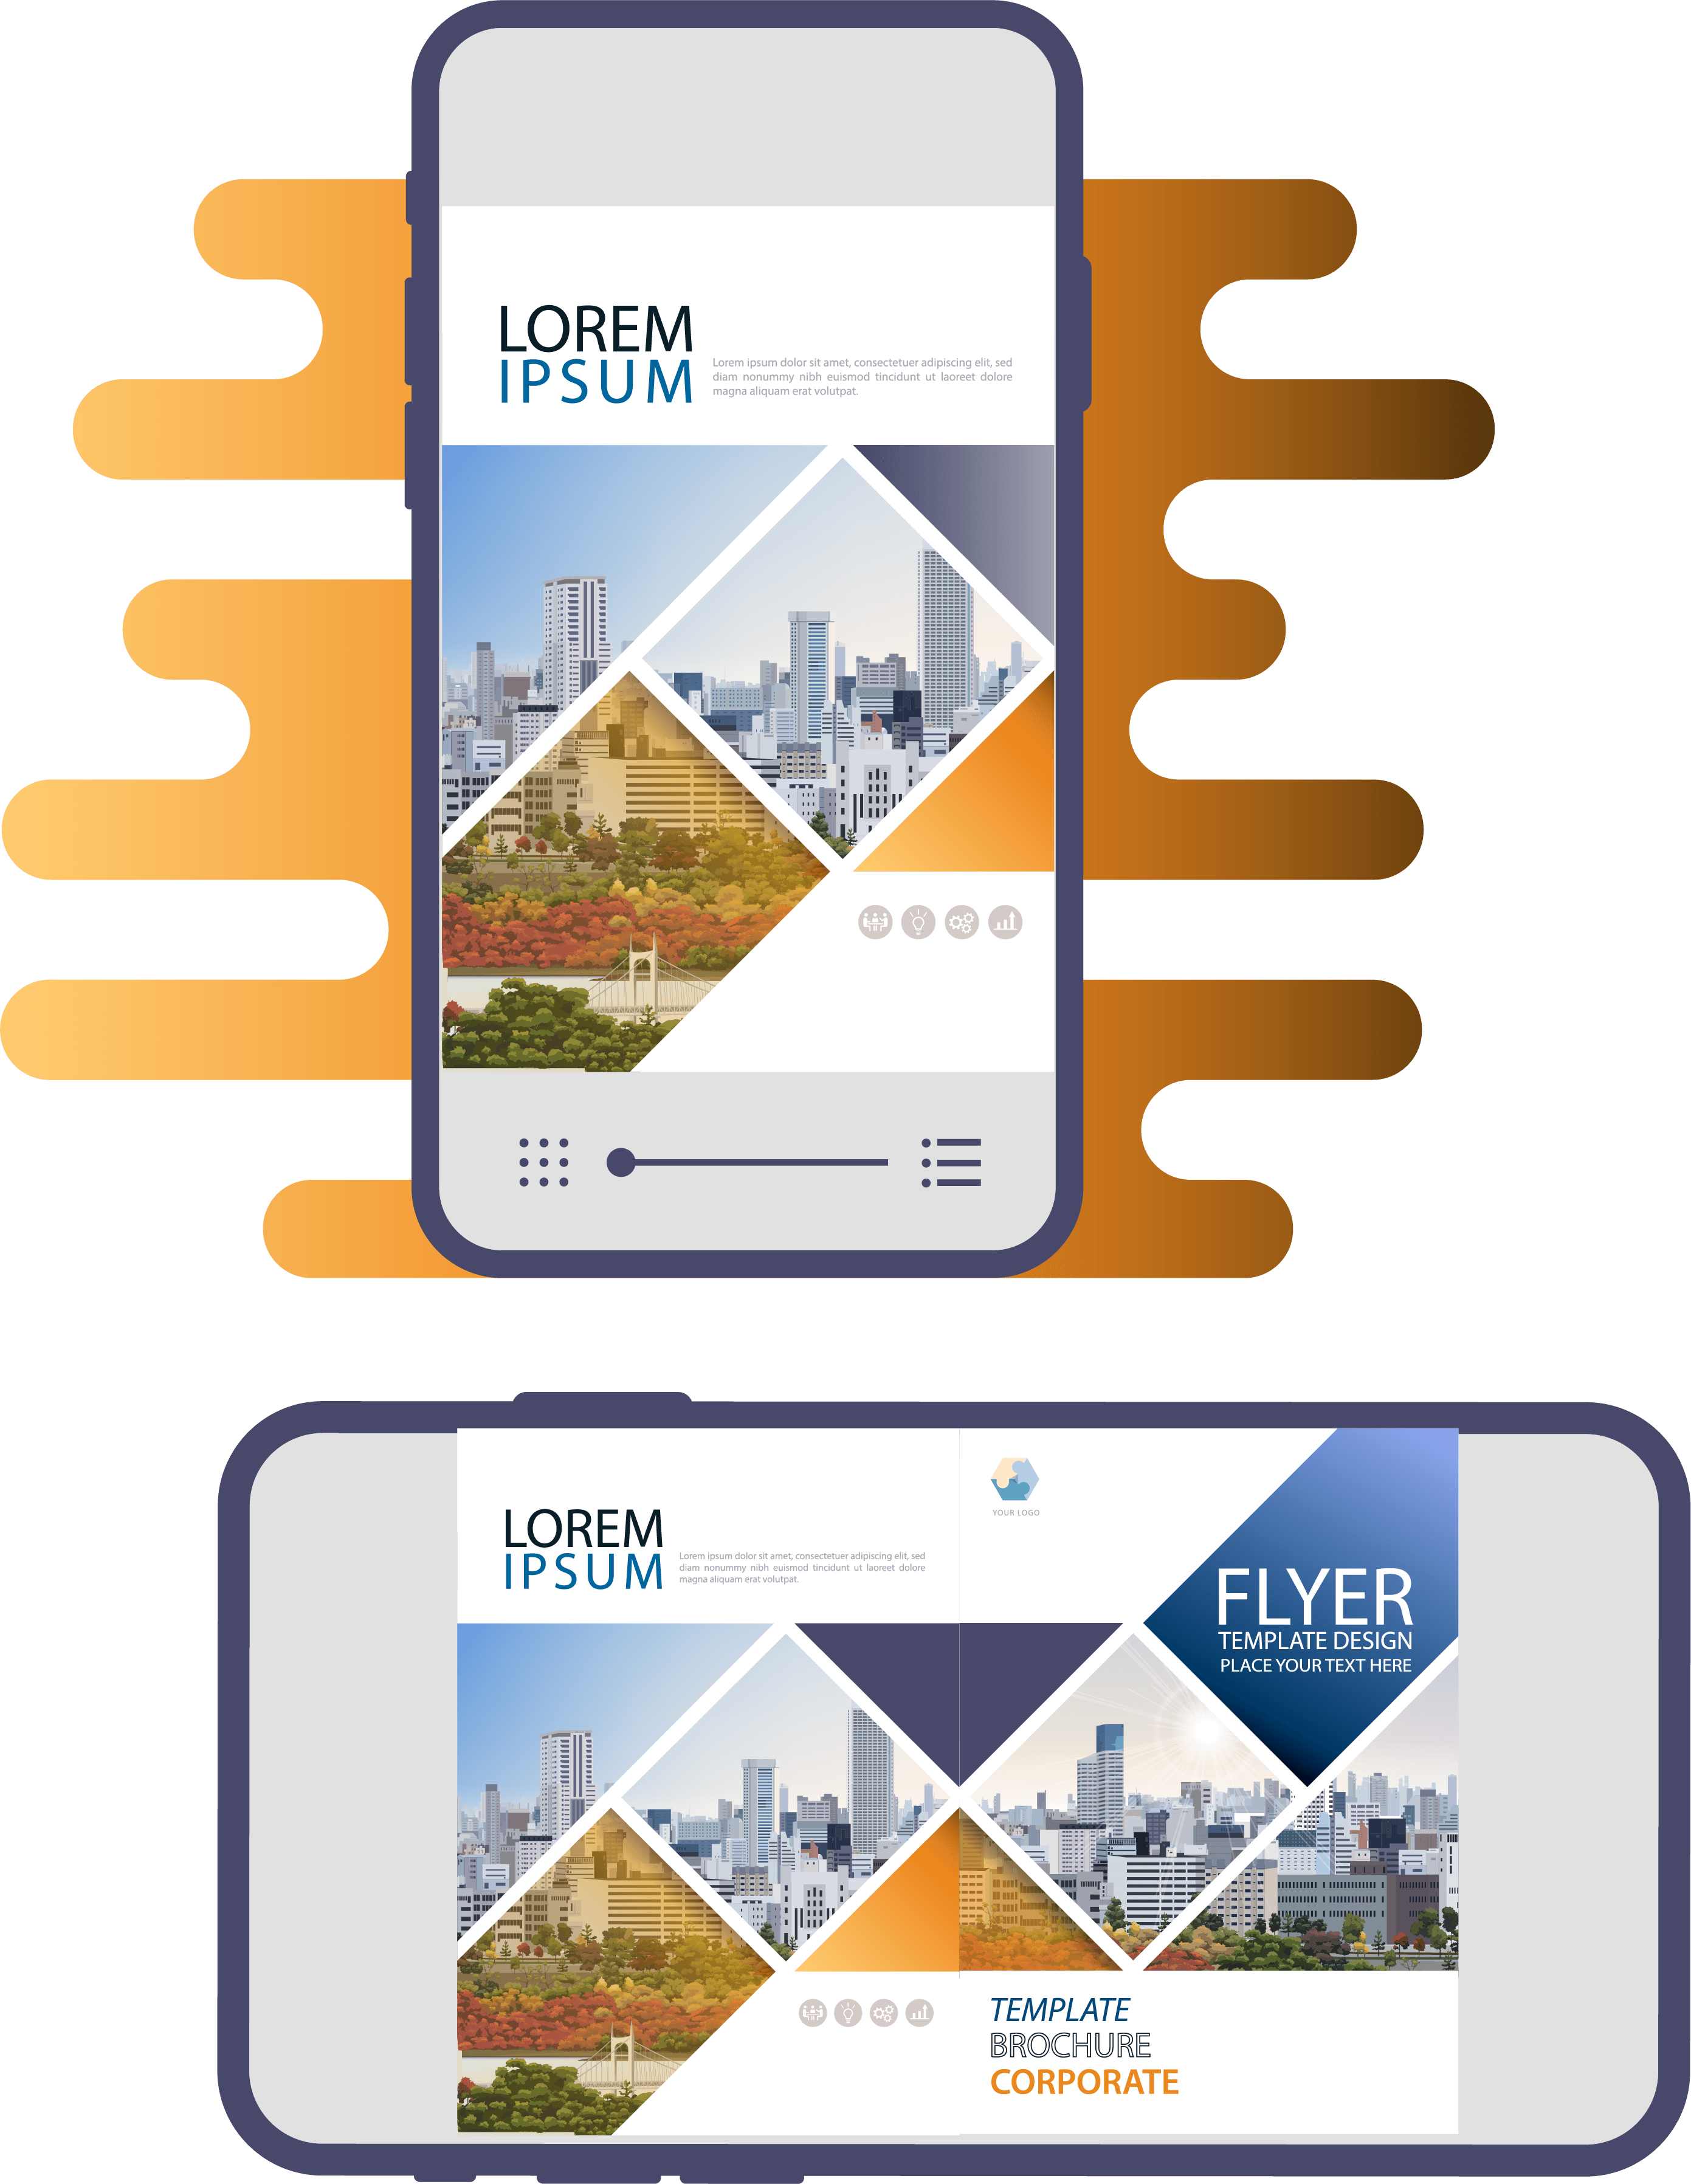 LOREM
IPSUM
Lorem ipsum dolor sit amet, consectetuer adipiscing elit, sed
diam nonummy nibh euismod tincidunt ut laoreet dolore
magna aliquam erat volutpat.
LOREM
IPSUM
Lorem ipsum dolor sit amet, consectetuer adipiscing elit, sed
diam nonummy nibh euismod tincidunt ut laoreet dolore
magna aliquam erat volutpat.
YOUR LOGO
FLYER
TEMPLATE DESIGN
PLACE YOUR TEXT HERE
TEMPLATE
BROCHURE
CORPORATE